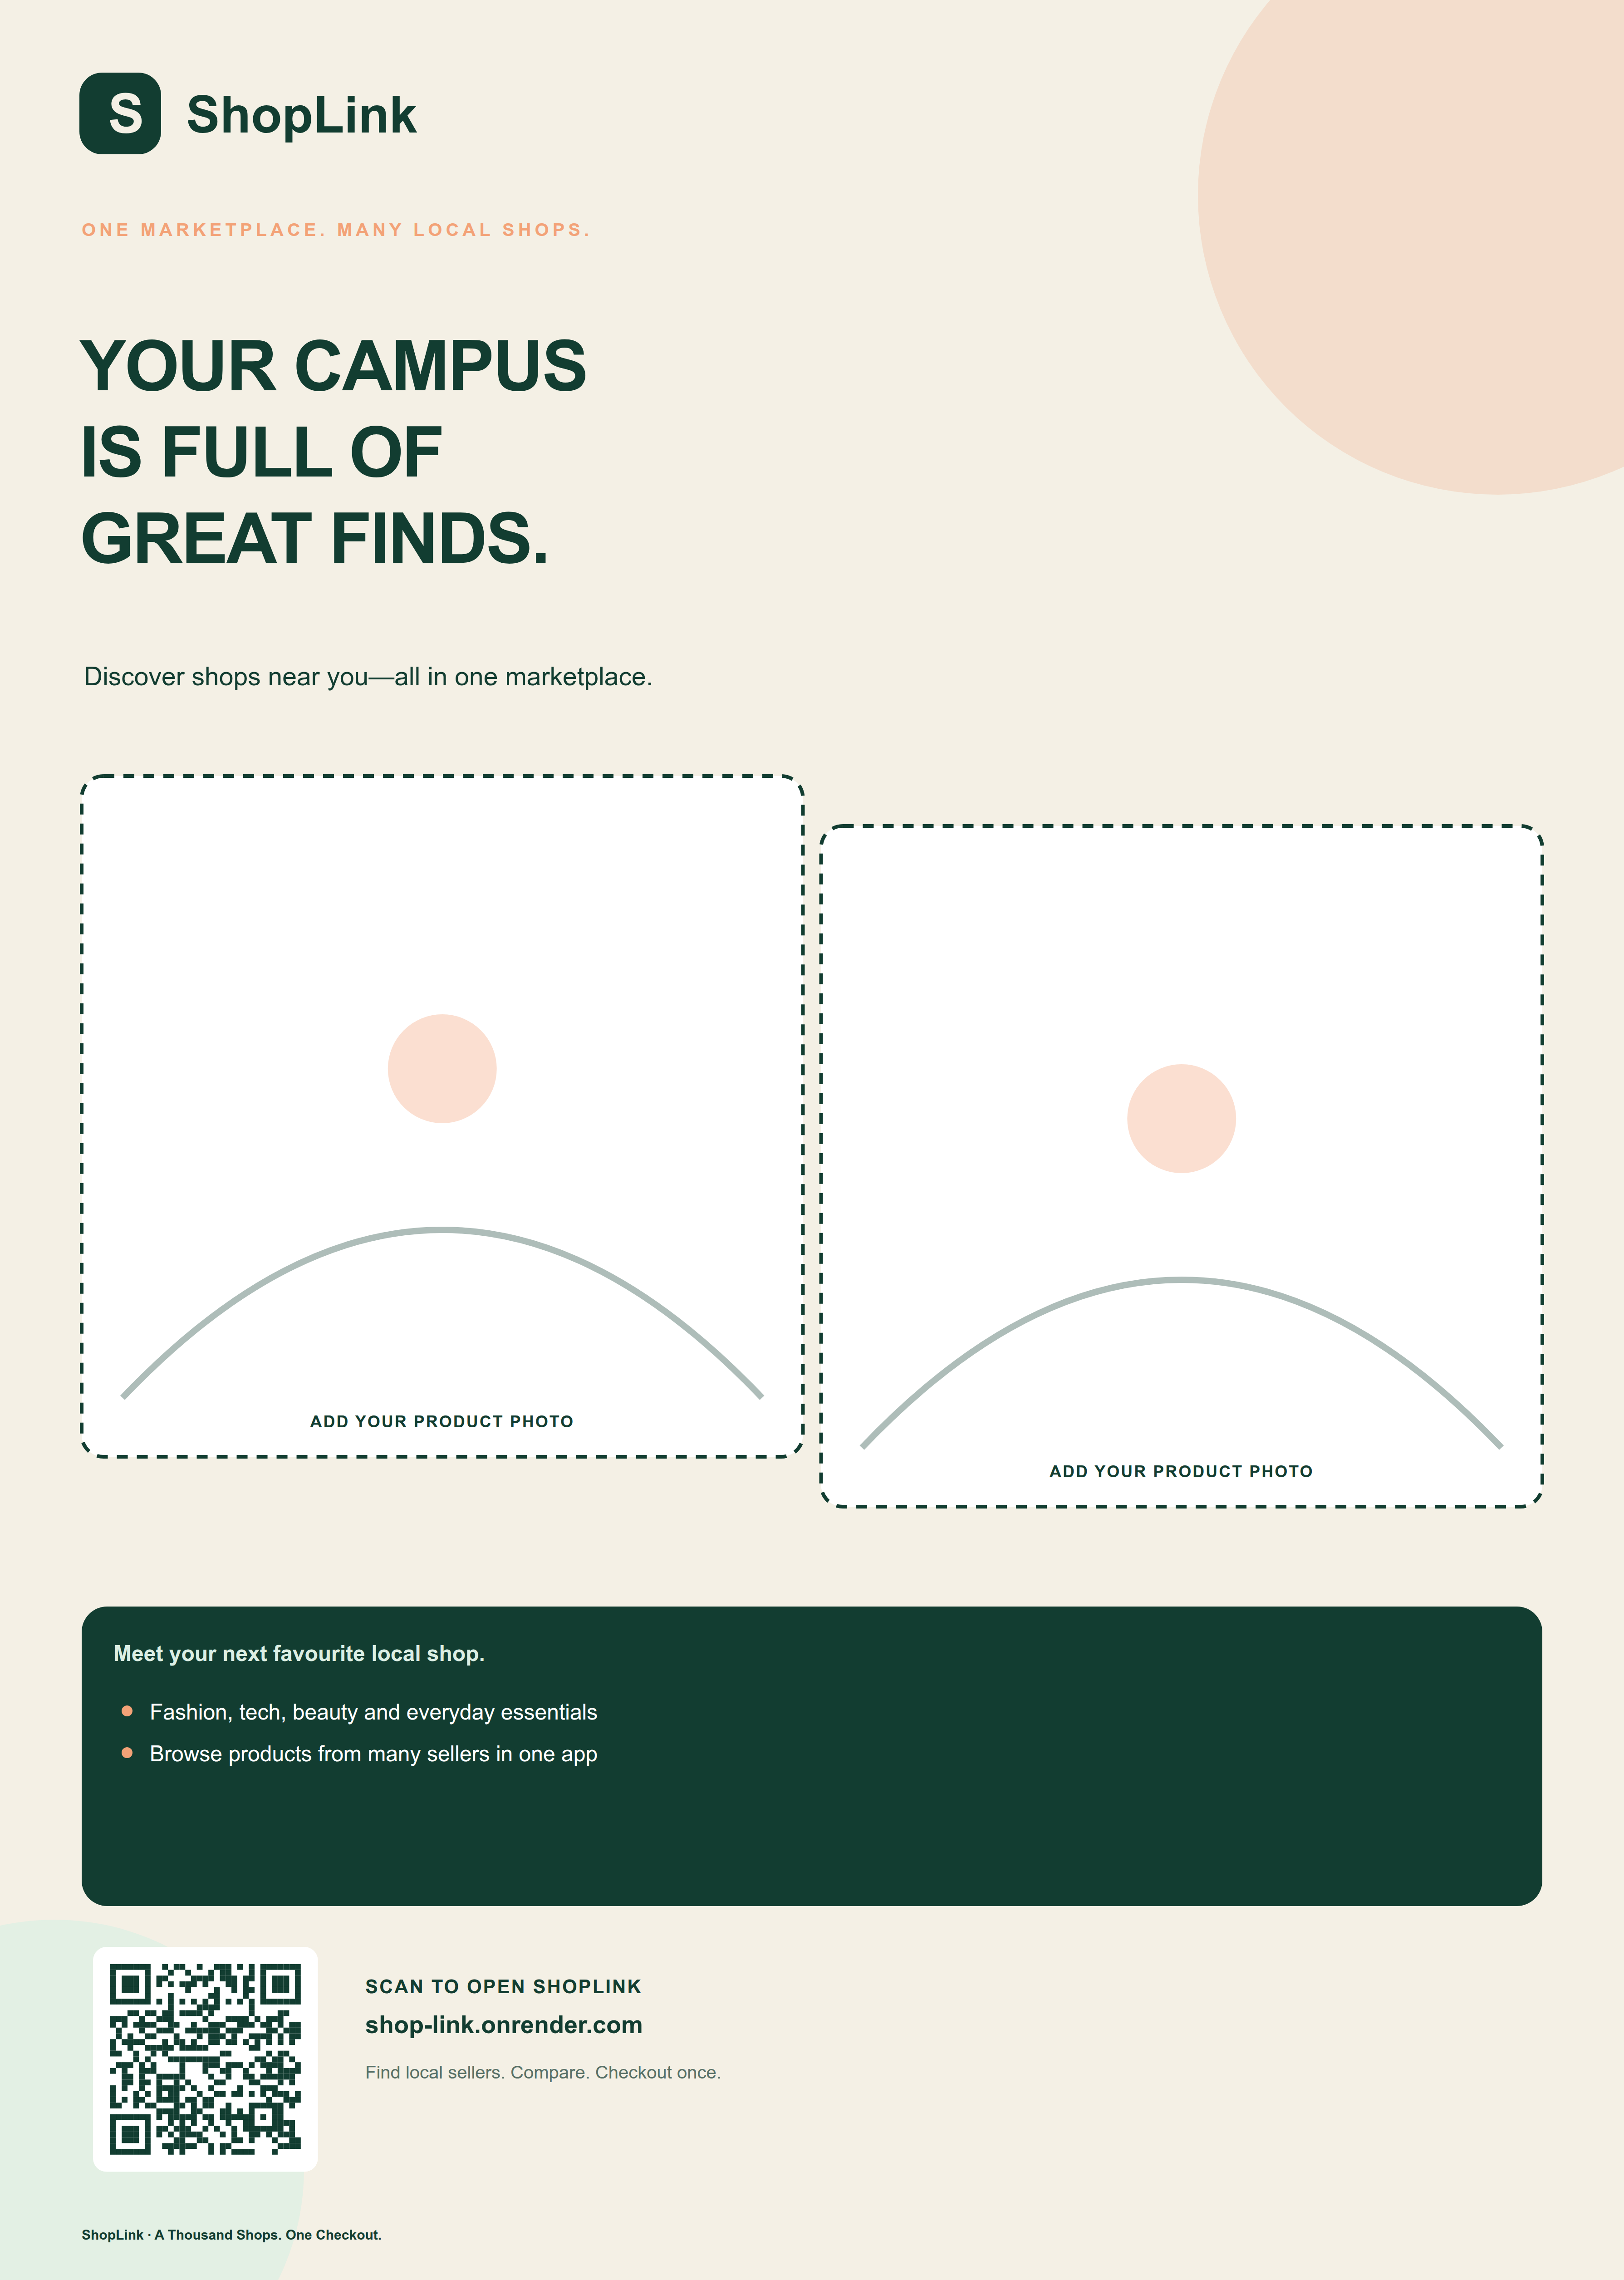 S ShopLink
ONE MARKETPLACE. MANY LOCAL SHOPS.
YOUR CAMPUS
IS FULL OF
GREAT FINDS.
Discover shops near you—all in one marketplace.
ADD YOUR PRODUCT PHOTO
ADD YOUR PRODUCT PHOTO
Meet your next favourite local shop.
Fashion, tech, beauty and everyday essentials
Browse products from many sellers in one app
SCAN TO OPEN SHOPLINK
shop-link.onrender.com
Find local sellers. Compare. Checkout once.
ShopLink · A Thousand Shops. One Checkout.